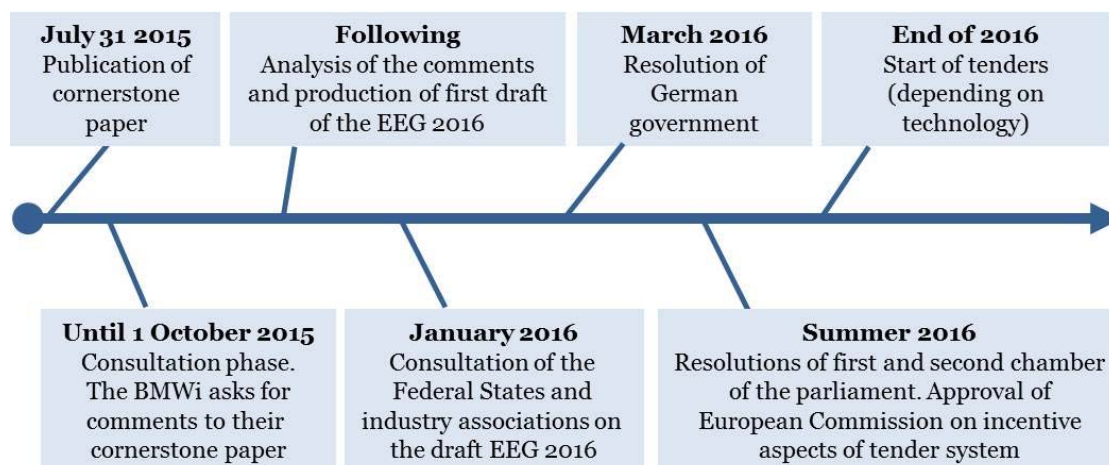 July 31 2015
Publication of
cornerstone
paper
Following
Analysis of the comments
and production of first draft
of the EEG 2016
March 2016
Resolution of
German
government
End of 2016
Start of tenders
(depending on
technology)
Until 1 October 2015
Consultation phase.
The BMWi asks for
comments to their
cornerstone paper
January 2016
Consultation of the
Federal States and
industry associations on
the draft EEG 2016
Summer 2016
Resolutions of first and second chamber
of the parliament. Approval of
European Commission on incentive
aspects of tender system